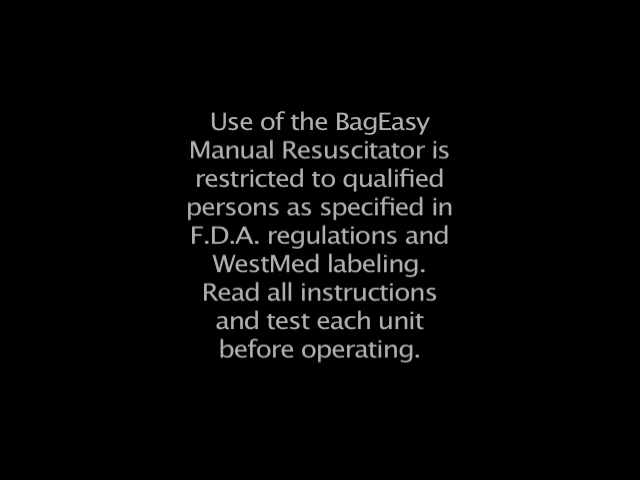 Use of the BagEasy
Manual Resuscitator is
restricted to qualified
persons as specified in
F.D.A. regulations and
WestMed labeling.
Read all instructions
and test each unit
before operating.